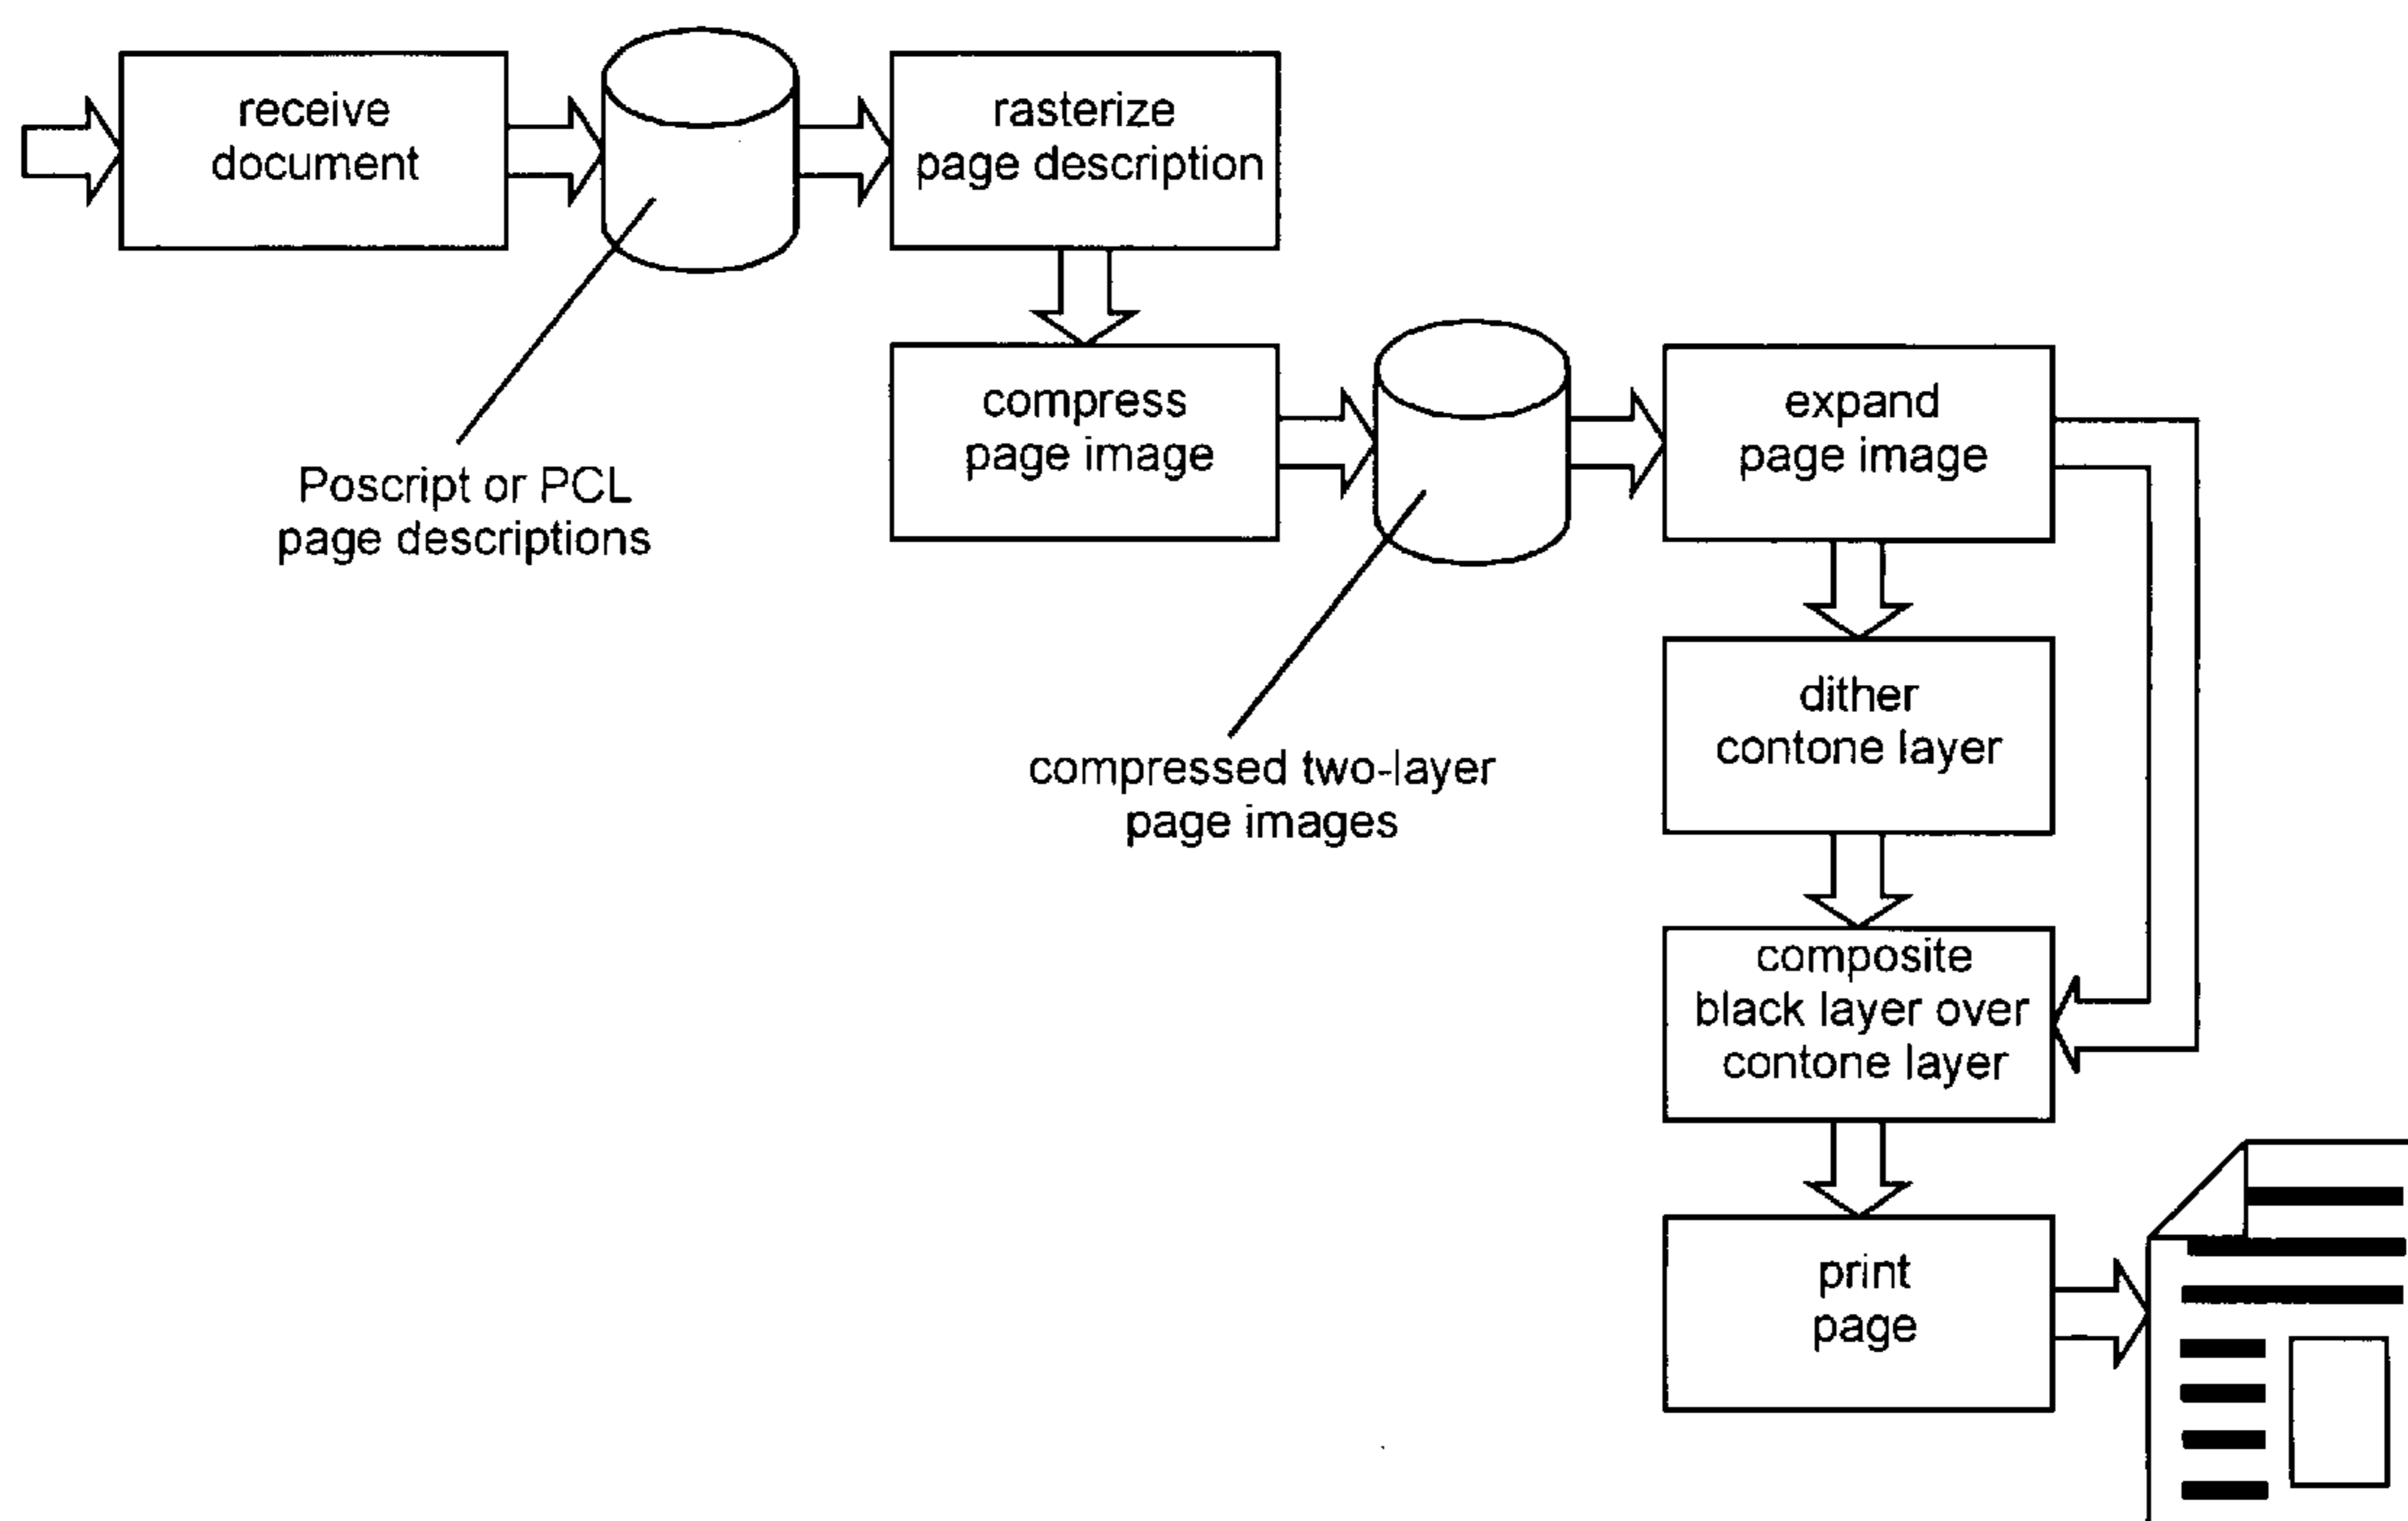 receive
document
rasterize
page description
Poscript or PCL
page descriptions
compress
page image
expand
page image
compressed two-layer
page images
dither
contone layer
composite
black layer over
contone layer
print
page